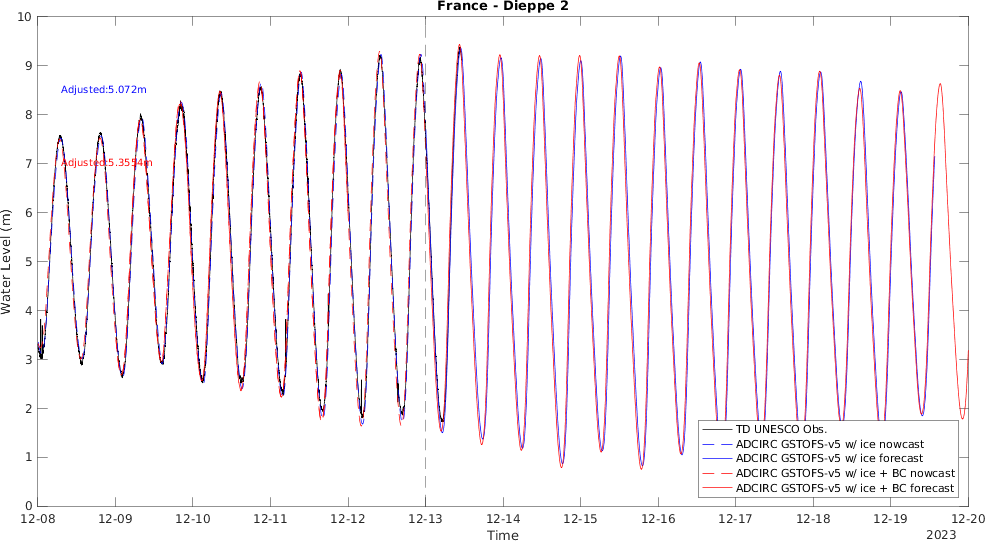 France - Dieppe 2
10
9
8
7
6
5
4
3
2
1
0
Water Level (m)
Adjusted:5.072m
Adjusted:5.3554m
TD UNESCO Obs.
ADCIRC GSTOFS-v5 w/ ice nowcast
ADCIRC GSTOFS-v5 w/ ice forecast
ADCIRC GSTOFS-v5 w/ ice + BC nowcast
ADCIRC GSTOFS-v5 w/ ice + BC forecast
12-08 12-09 12-10 12-11 12-12 12-13 12-14 12-15 12-16 12-17 12-18 12-19 12-20
Time
2023